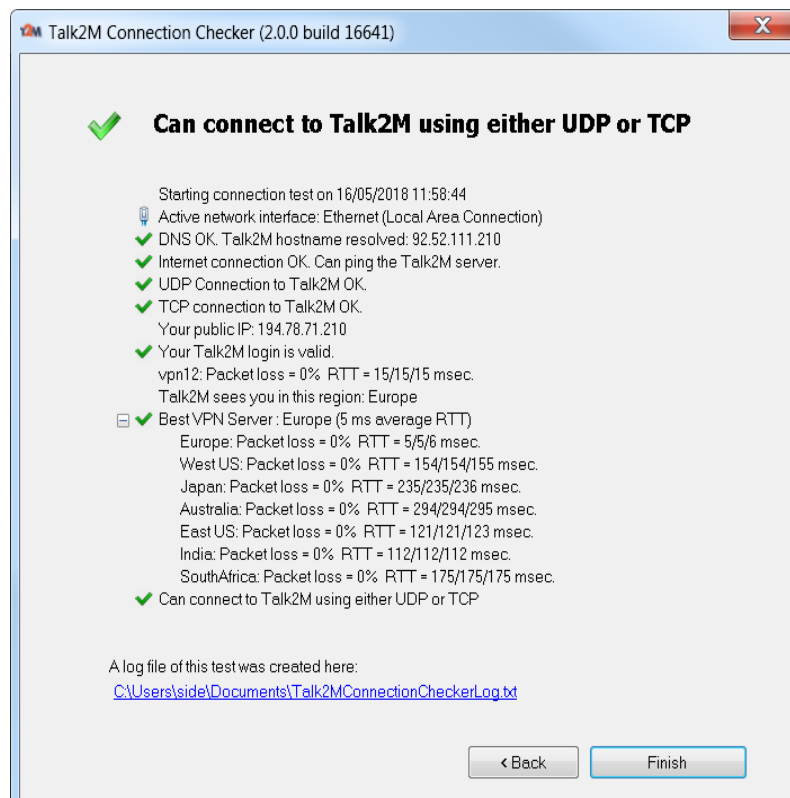 T2M Talk2M Connection Checker (2.0.0 build 16641)
X
Can connect to Talk2M using either UDP or TCP
Starting connection test on 16/05/2018 11:58:44
Active network interface: Ethernet (Local Area Connection)
DNS OK. Talk2M hostname resolved: 92.52.111.210
Internet connection OK. Can ping the Talk2M server.
UDP Connection to Talk2M OK.
TCP connection to Talk2M OK.
Your public IP: 194.78.71.210
Your Talk2M login is valid.
vpn12: Packet loss = 0% RTT = 15/15/15 msec.
Talk2M sees you in this region: Europe
Best VPN Server : Europe (5 ms average RTT)
Europe: Packet loss = 0% RTT = 5/5/6 msec.
West US: Packet loss = 0% RTT = 154/154/155 msec.
Japan: Packet loss = 0% RTT = 235/235/236 msec.
Australia: Packet loss = 0% RTT = 294/294/295 msec.
East US: Packet loss = 0% RTT = 121/121/123 msec.
India: Packet loss = 0% RTT = 112/112/112 msec.
SouthAfrica: Packet loss = 0% RTT = 175/175/175 msec.
Can connect to Talk2M using either UDP or TCP
A log file of this test was created here:
C:\Users\side\Documents\Talk2MConnectionCheckerLog.txt
< Back
Finish